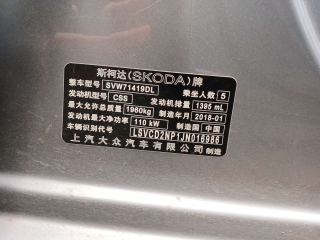 斯柯达(SKODA)牌
整车型号 SVW71419DL 乘坐人数 5
发动机型号 CSS 发动机排量 1395 mL
最大允许总质量 1960kg 制造年月 2018-01
发动机最大净功率 110 kW 制造国 中国
车辆识别代号 LSVCD2NP1JN016986
上汽大众汽车有限公司 制造